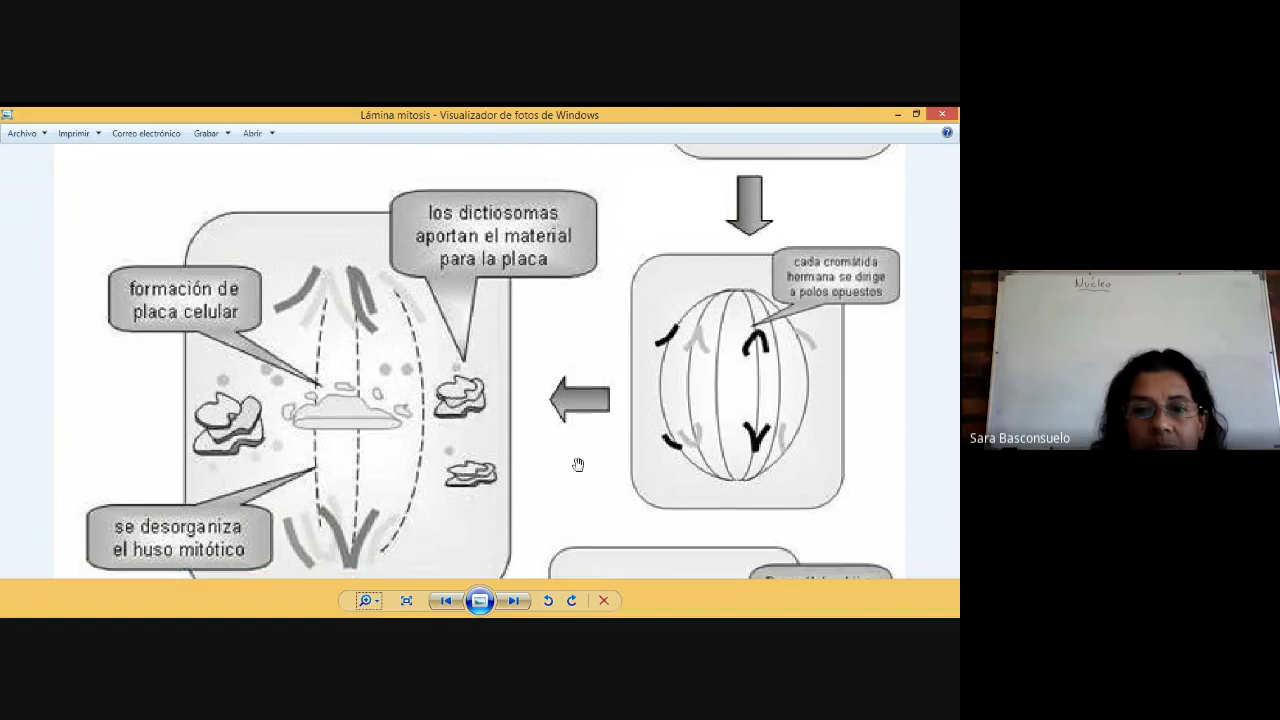 Lámina mitosis - Visualizador de fotos de Windows
Archivo
Imprimir
Correo electrónico
Grabar
Abrir
los dictiosomas
aportan el material
para la placa
formación de
placa celular
cada cromátida
hermana se dirige
a polos opuestos
se desorganiza
el huso mitótico
Núcleo
Sara Basconsuelo